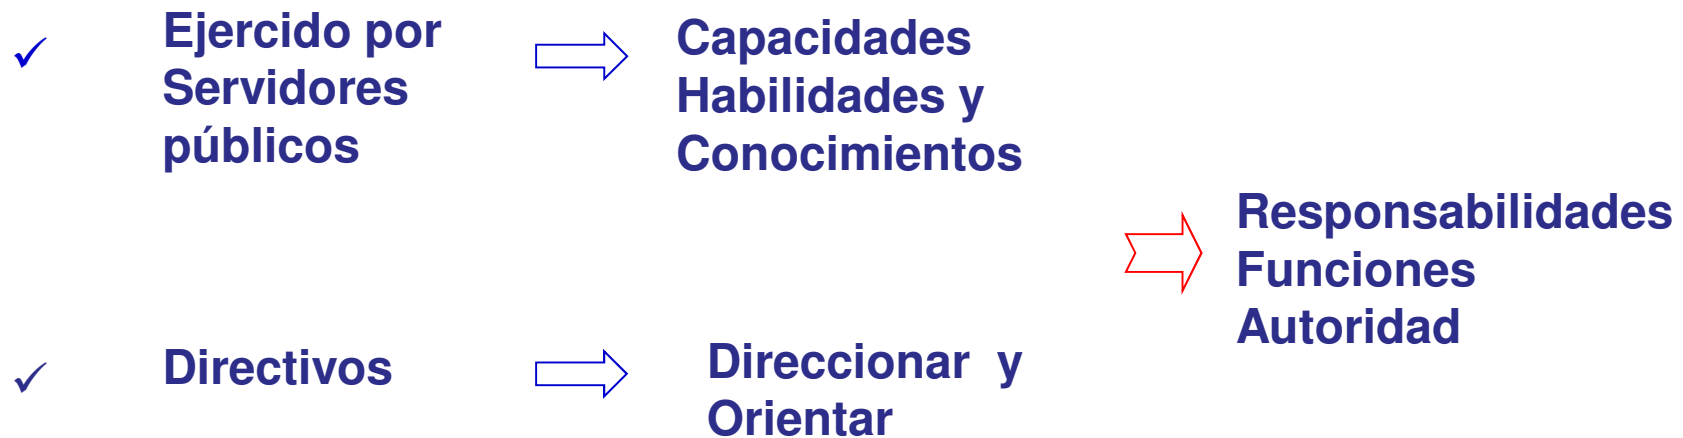 ✓ Ejercido por
Servidores
públicos
Capacidades
Habilidades y
Conocimientos
✓ Directivos
Direccionar y
Orientar
Responsabilidades
Funciones
Autoridad